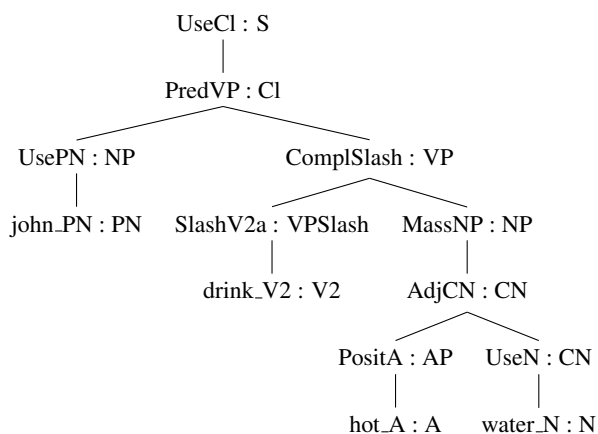 UseCl : S
PredVP : Cl
UsePN : NP ComplSlash : VP
john_PN : PN SlashV2a : VPSlash MassNP : NP
drink_V2 : V2 AdjCN : CN
PositA : AP UseN : CN
hot_A : A water_N : N